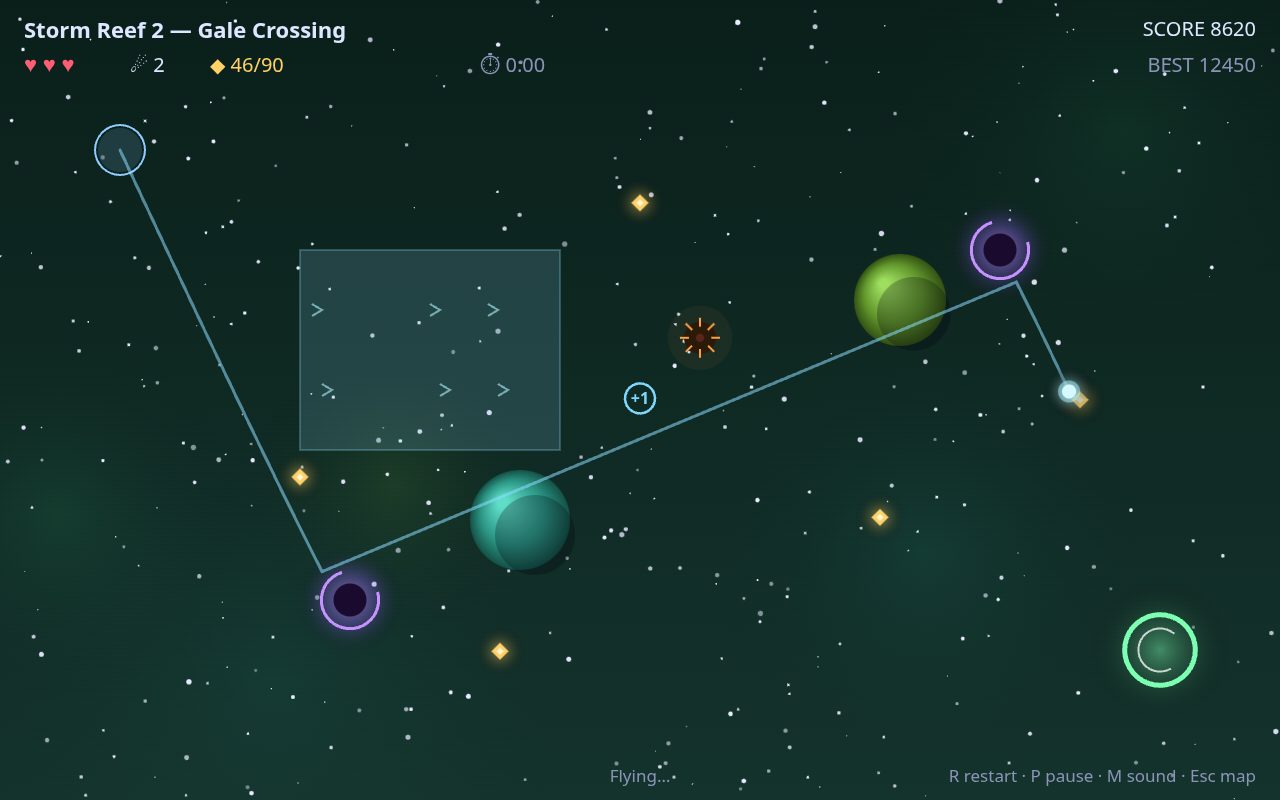 Storm Reef 2 — Gale Crossing
SCORE 8620
♥ ♥ ♥ ☄ 2 ◆ 46/90 ⏱ 0:00
BEST 12450
+1
Flying...
R restart · P pause · M sound · Esc map